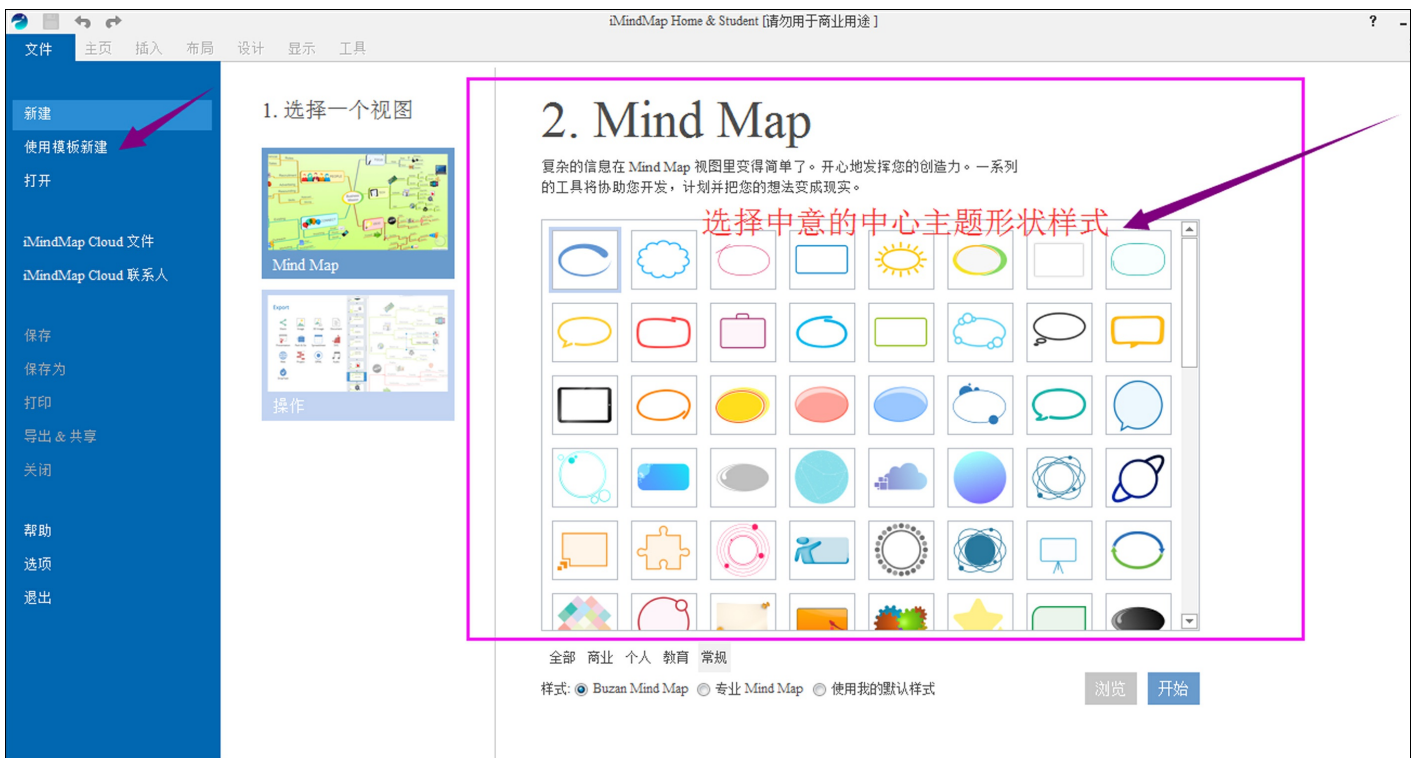 iMindMap Home & Student [请勿用于商业用途 ]
?
文件 主页 插入 布局 设计 显示 工具
新建
使用模板新建
打开
iMindMap Cloud 文件
iMindMap Cloud 联系人
保存
保存为
打印
导出 & 共享
关闭
帮助
选项
退出
1. 选择一个视图
Mind Map
Export
操作
2. Mind Map
复杂的信息在 Mind Map 视图里变得简单了。开心地发挥您的创造力。一系列
的工具将协助您开发，计划并把您的想法变成现实。
选择中意的中心主题形状样式
全部 商业 个人 教育 常规
样式: Buzan Mind Map 专业 Mind Map 使用我的默认样式
浏览 开始